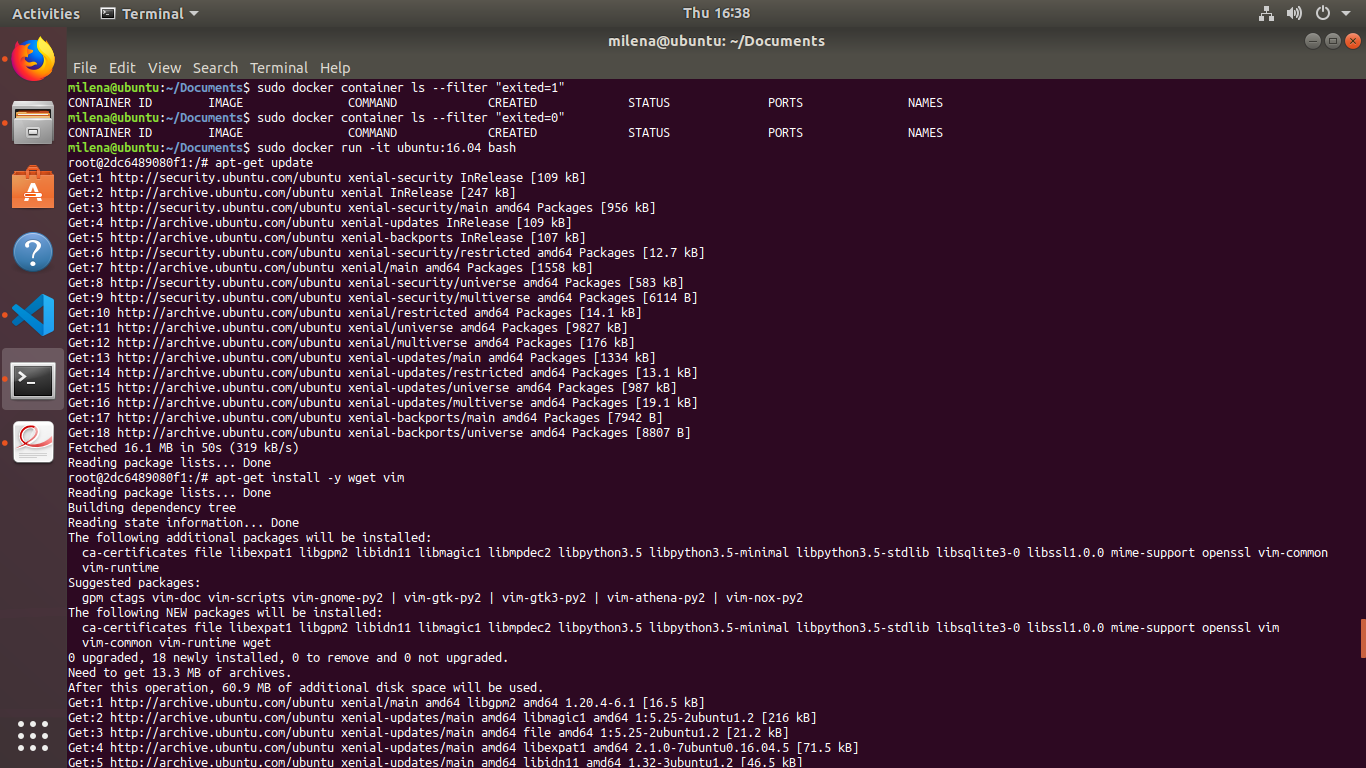 Activities Terminal Thu 16:38
milena@ubuntu: ~/Documents
File Edit View Search Terminal Help
milena@ubuntu:~/Documents$ sudo docker container ls --filter "exited=1"
CONTAINER ID        IMAGE               COMMAND             CREATED             STATUS              PORTS               NAMES
milena@ubuntu:~/Documents$ sudo docker container ls --filter "exited=0"
CONTAINER ID        IMAGE               COMMAND             CREATED             STATUS              PORTS               NAMES
milena@ubuntu:~/Documents$ sudo docker run -it ubuntu:16.04 bash
root@2dc6489080f1:/# apt-get update
Get:1 http://security.ubuntu.com/ubuntu xenial-security InRelease [109 kB]
Get:2 http://archive.ubuntu.com/ubuntu xenial InRelease [247 kB]
Get:3 http://security.ubuntu.com/ubuntu xenial-security/main amd64 Packages [956 kB]
Get:4 http://archive.ubuntu.com/ubuntu xenial-updates InRelease [109 kB]
Get:5 http://archive.ubuntu.com/ubuntu xenial-backports InRelease [107 kB]
Get:6 http://security.ubuntu.com/ubuntu xenial-security/restricted amd64 Packages [12.7 kB]
Get:7 http://archive.ubuntu.com/ubuntu xenial/main amd64 Packages [1558 kB]
Get:8 http://security.ubuntu.com/ubuntu xenial-security/universe amd64 Packages [583 kB]
Get:9 http://security.ubuntu.com/ubuntu xenial-security/multiverse amd64 Packages [6114 B]
Get:10 http://archive.ubuntu.com/ubuntu xenial/restricted amd64 Packages [14.1 kB]
Get:11 http://archive.ubuntu.com/ubuntu xenial/universe amd64 Packages [9827 kB]
Get:12 http://archive.ubuntu.com/ubuntu xenial/multiverse amd64 Packages [176 kB]
Get:13 http://archive.ubuntu.com/ubuntu xenial-updates/main amd64 Packages [1334 kB]
Get:14 http://archive.ubuntu.com/ubuntu xenial-updates/restricted amd64 Packages [13.1 kB]
Get:15 http://archive.ubuntu.com/ubuntu xenial-updates/universe amd64 Packages [987 kB]
Get:16 http://archive.ubuntu.com/ubuntu xenial-updates/multiverse amd64 Packages [19.1 kB]
Get:17 http://archive.ubuntu.com/ubuntu xenial-backports/main amd64 Packages [7942 B]
Get:18 http://archive.ubuntu.com/ubuntu xenial-backports/universe amd64 Packages [8807 B]
Fetched 16.1 MB in 50s (319 kB/s)
Reading package lists... Done
root@2dc6489080f1:/# apt-get install -y wget vim
Reading package lists... Done
Building dependency tree
Reading state information... Done
The following additional packages will be installed:
  ca-certificates file libexpat1 libgpm2 libidn11 libmagic1 libmpdec2 libpython3.5 libpython3.5-minimal libpython3.5-stdlib libsqlite3-0 libssl1.0.0 mime-support openssl vim-common
  vim-runtime
Suggested packages:
  gpm ctags vim-doc vim-scripts vim-gnome-py2 | vim-gtk-py2 | vim-gtk3-py2 | vim-athena-py2 | vim-nox-py2
The following NEW packages will be installed:
  ca-certificates file libexpat1 libgpm2 libidn11 libmagic1 libmpdec2 libpython3.5 libpython3.5-minimal libpython3.5-stdlib libsqlite3-0 libssl1.0.0 mime-support openssl vim
  vim-common vim-runtime wget
0 upgraded, 18 newly installed, 0 to remove and 0 not upgraded.
Need to get 13.3 MB of archives.
After this operation, 60.9 MB of additional disk space will be used.
Get:1 http://archive.ubuntu.com/ubuntu xenial/main amd64 libgpm2 amd64 1.20.4-6.1 [16.5 kB]
Get:2 http://archive.ubuntu.com/ubuntu xenial-updates/main amd64 libmagic1 amd64 1:5.25-2ubuntu1.2 [216 kB]
Get:3 http://archive.ubuntu.com/ubuntu xenial-updates/main amd64 file amd64 1:5.25-2ubuntu1.2 [21.2 kB]
Get:4 http://archive.ubuntu.com/ubuntu xenial-updates/main amd64 libexpat1 amd64 2.1.0-7ubuntu0.16.04.5 [71.5 kB]
Get:5 http://archive.ubuntu.com/ubuntu xenial-updates/main amd64 libidn11 amd64 1.32-3ubuntu1.2 [46.5 kB]